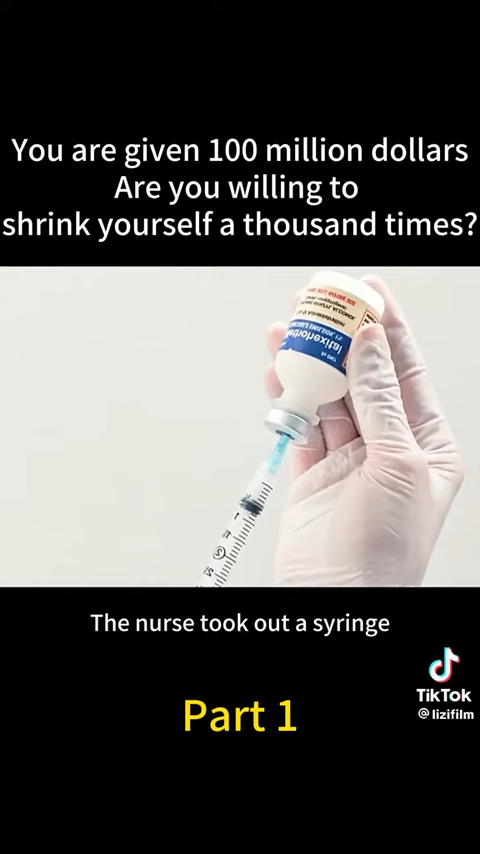 You are given 100 million dollars
Are you willing to
shrink yourself a thousand times?
The nurse took out a syringe
Part 1
TikTok
@ lizifilm